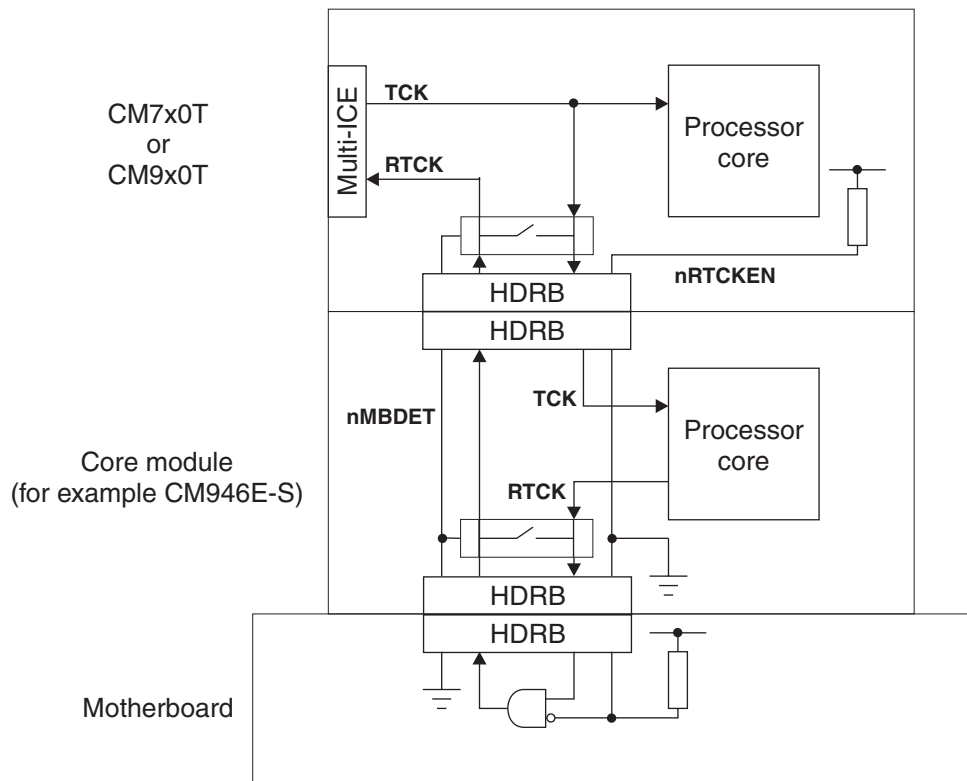 CM7x0T
or
CM9x0T
Multi-ICE
TCK
RTCK
Processor
core
nRTCKEN
HDRB
HDRB
nMBDET
TCK
Processor
core
RTCK
Core module
(for example CM946E-S)
HDRB
HDRB
Motherboard